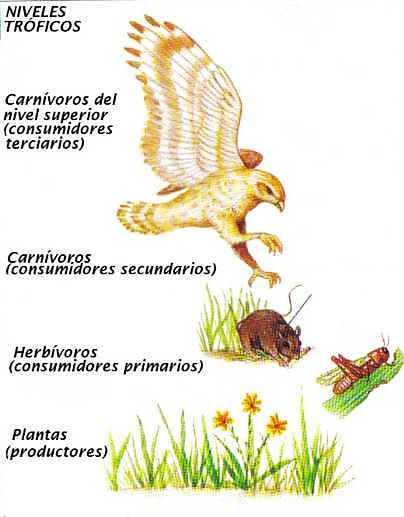 NIVELES
TRÓFICOS
Carnívoros del
nivel superior
(consumidores
terciarios)
Carnívoros
(consumidores secundarios)
Herbívoros
(consumidores primarios)
Plantas
(productores)